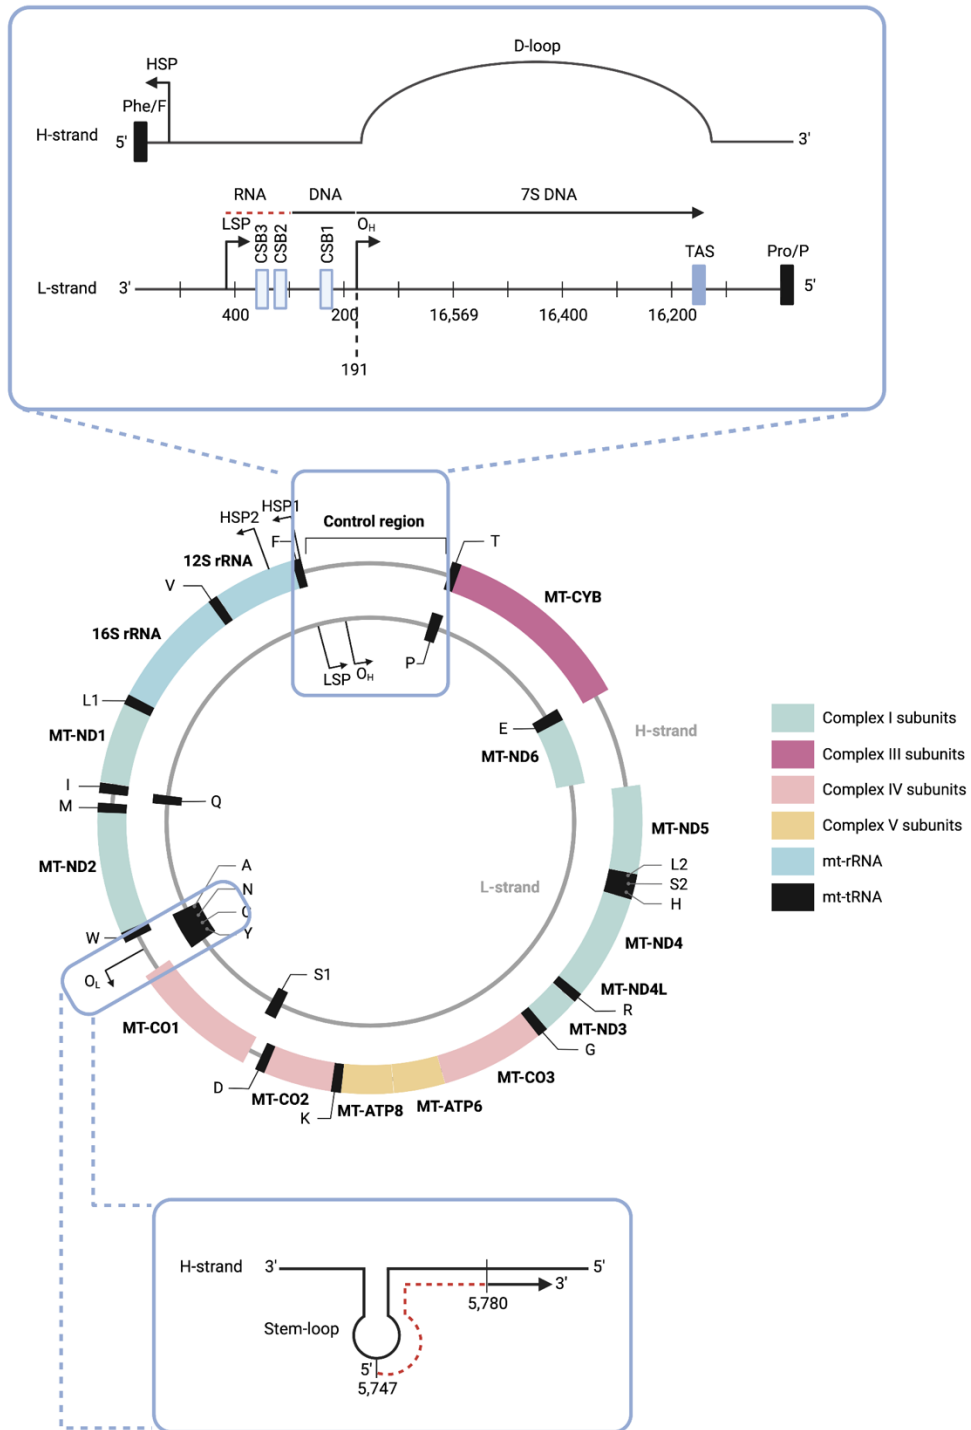 D-loop
HSP
Phe/F
H-strand 5' 3'
RNA DNA 7S DNA
LSP CSB3 CSB2 CSB1 OH TAS Pro/P
L-strand 3' 5'
400 200 16,569 16,400 16,200
191
HSP2 HSP1 Control region
F T
12S rRNA
V MT-CYB
16S rRNA
LSP OH P
L1 E H-strand
MT-ND1 MT-ND6
I Q
M MT-ND5
MT-ND2 L2
A L-strand S2
N H
C
Y
W MT-ND4
OL S1 MT-ND4L
R
MT-CO1 MT-ND3
G
D MT-CO2 MT-CO3
K MT-ATP8 MT-ATP6
Complex I subunits
Complex III subunits
Complex IV subunits
Complex V subunits
mt-rRNA
mt-tRNA
H-strand 3' 5'
3'
5,780
Stem-loop
5'
5,747